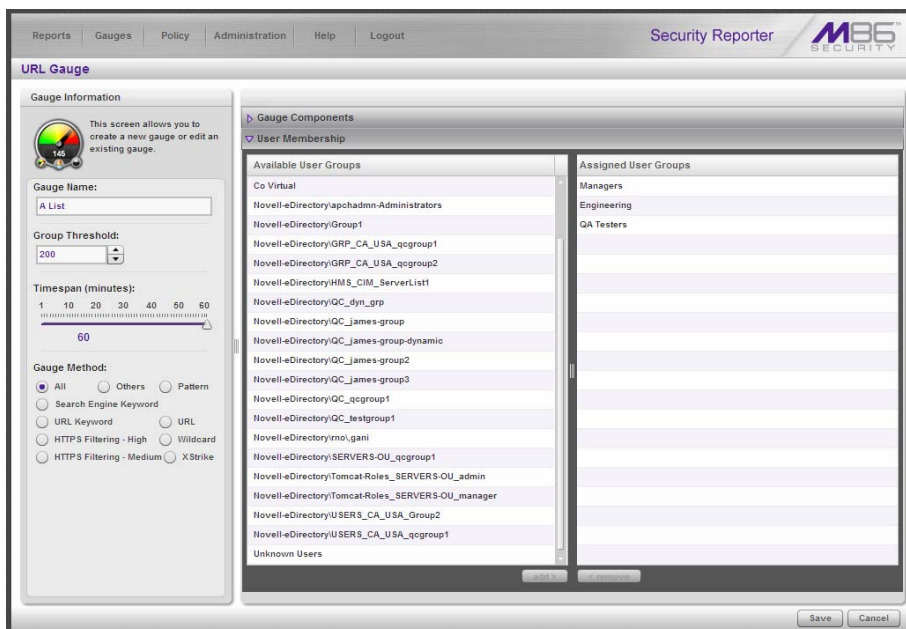 Reports Gauges Policy Administration Help Logout
Security Reporter
M86
SECURITY
URL Gauge
Gauge Information
This screen allows you to
create a new gauge or edit an
existing gauge.
145
Gauge Name:
A List
Group Threshold:
200
Timespan (minutes):
1 10 20 30 40 50 60
60
Gauge Method:
All Others Pattern
Search Engine Keyword
URL Keyword URL
HTTPS Filtering - High Wildcard
HTTPS Filtering - Medium XStrike
Gauge Components
User Membership
Available User Groups
Co Virtual
Novell-eDirectory\apchadmn-Administrators
Novell-eDirectory\Group1
Novell-eDirectory\GRP_CA_USA_qcgroup1
Novell-eDirectory\GRP_CA_USA_qcgroup2
Novell-eDirectory\HMS_CIM_ServerList1
Novell-eDirectory\QC_dyn_grp
Novell-eDirectory\QC_james-group
Novell-eDirectory\QC_james-group-dynamic
Novell-eDirectory\QC_james-group2
Novell-eDirectory\QC_james-group3
Novell-eDirectory\QC_qcgroup1
Novell-eDirectory\QC_testgroup1
Novell-eDirectory\rno\,gani
Novell-eDirectory\SERVERS-OU_qcgroup1
Novell-eDirectory\Tomcat-Roles_SERVERS-OU_admin
Novell-eDirectory\Tomcat-Roles_SERVERS-OU_manager
Novell-eDirectory\USERS_CA_USA_Group2
Novell-eDirectory\USERS_CA_USA_qcgroup1
Unknown Users
add >
Assigned User Groups
Managers
Engineering
QA Testers
< remove
Save Cancel